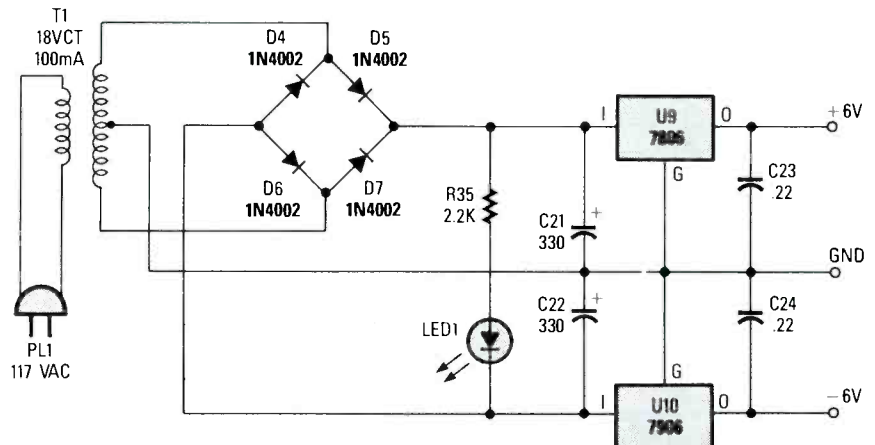 T1
18VCT
100mA
D4
1N4002
D5
1N4002
D6
1N4002
D7
1N4002
PL1
117 VAC
R35
2.2K
LED1
C21
330
+
C22
330
+
I
U9
7806
O
G
+6V
C23
.22
GND
C24
.22
G
I
U10
7906
O
−6V